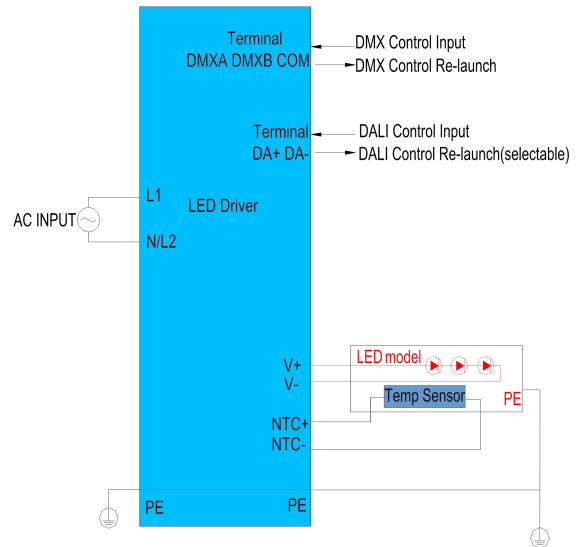 Terminal
DMX Control Input
DMXA DMXB COM
DMX Control Re-launch
Terminal
DALI Control Input
DA+ DA-
DALI Control Re-launch(selectable)
L1
LED Driver
AC INPUT
N/L2
V+
LED model
V-
Temp Sensor
PE
NTC+
NTC-
PE
PE